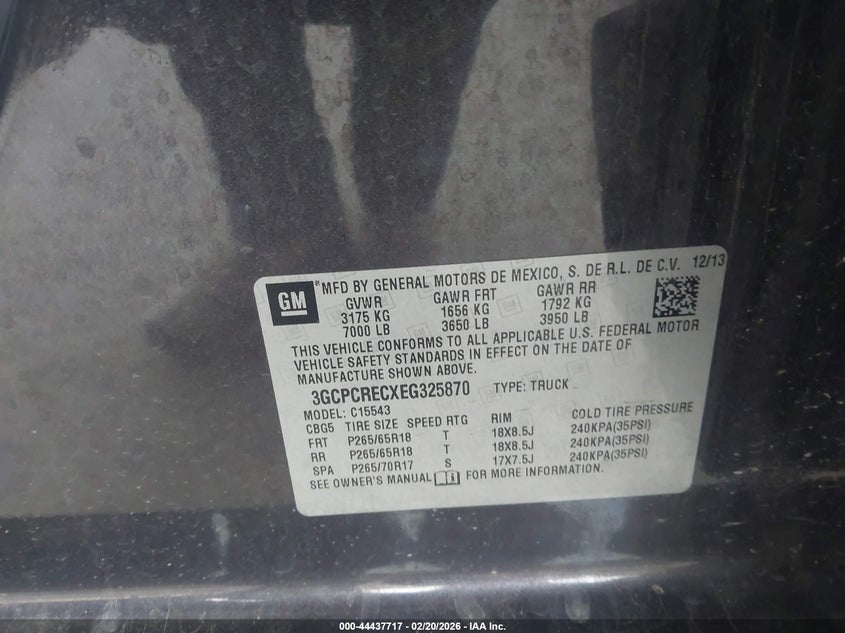 GM
*MFD BY GENERAL MOTORS DE MEXICO, S. DE R.L. DE C.V. 12/13
GVWR GAWR FRT GAWR RR
3175 KG 1656 KG 1792 KG
7000 LB 3650 LB 3950 LB
THIS VEHICLE CONFORMS TO ALL APPLICABLE U.S. FEDERAL MOTOR
VEHICLE SAFETY STANDARDS IN EFFECT ON THE DATE OF
MANUFACTURE SHOWN ABOVE.
3GCPCRECXEG325870 TYPE: TRUCK
MODEL: C15543
CBG5 TIRE SIZE SPEED RTG RIM COLD TIRE PRESSURE
FRT P265/65R18 T 18X8.5J 240KPA(35PSI)
RR P265/65R18 T 18X8.5J 240KPA(35PSI)
SPA P265/70R17 S 17X7.5J 240KPA(35PSI)
SEE OWNER'S MANUAL FOR MORE INFORMATION.
000-44437717 - 02/20/2026 - IAA Inc.